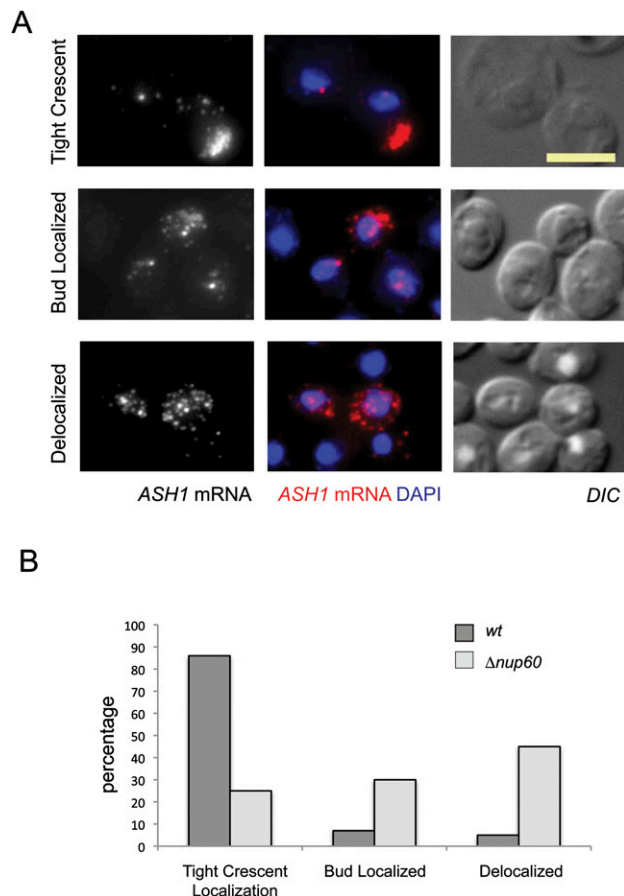 A
Tight Crescent
Bud Localized
Delocalized
ASH1 mRNA
ASH1 mRNA DAPI
DIC
B
100
90
80
70
60
50
40
30
20
10
0
percentage
wt
Δnup60
Tight Crescent
Localization
Bud Localized
Delocalized